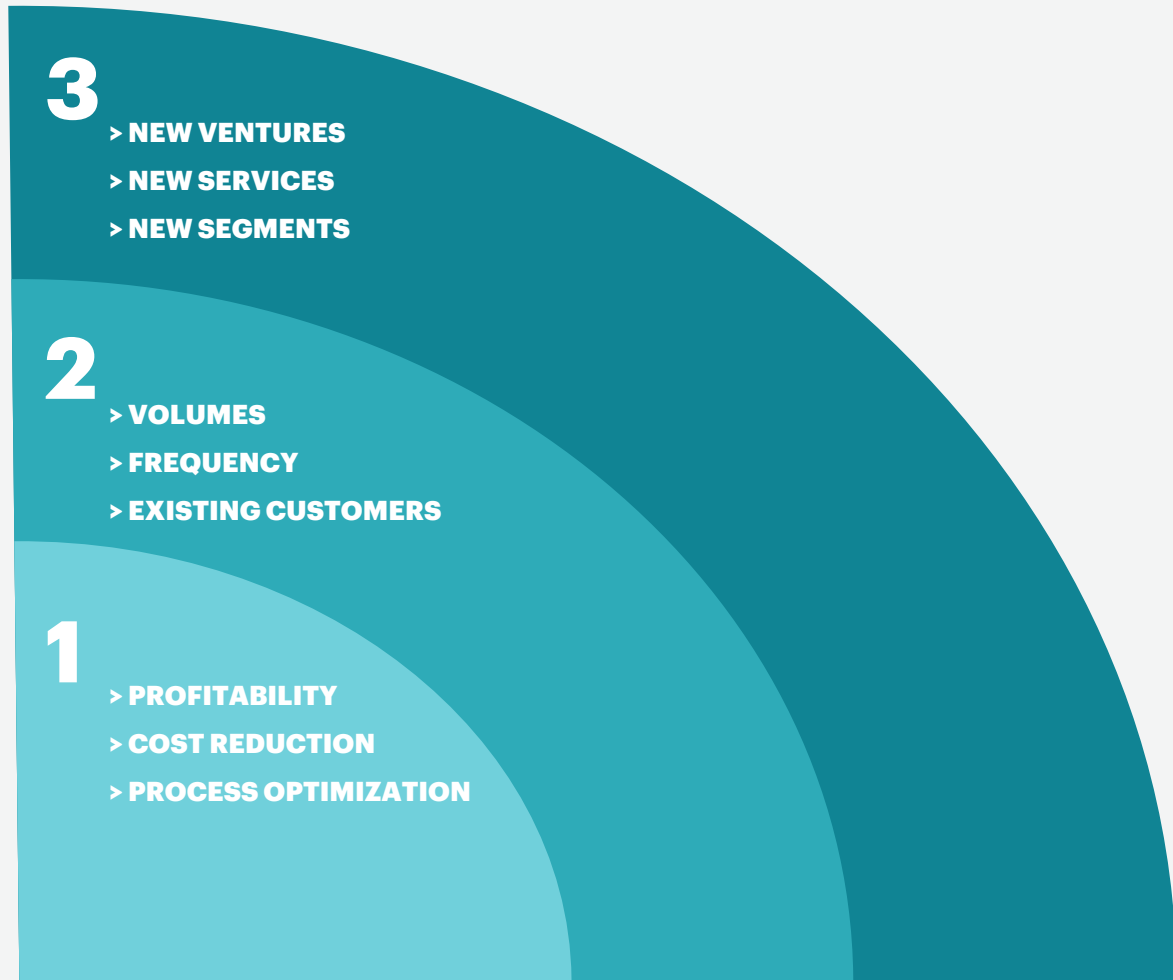 3
> NEW VENTURES
> NEW SERVICES
> NEW SEGMENTS
2
> VOLUMES
> FREQUENCY
> EXISTING CUSTOMERS
1
> PROFITABILITY
> COST REDUCTION
> PROCESS OPTIMIZATION